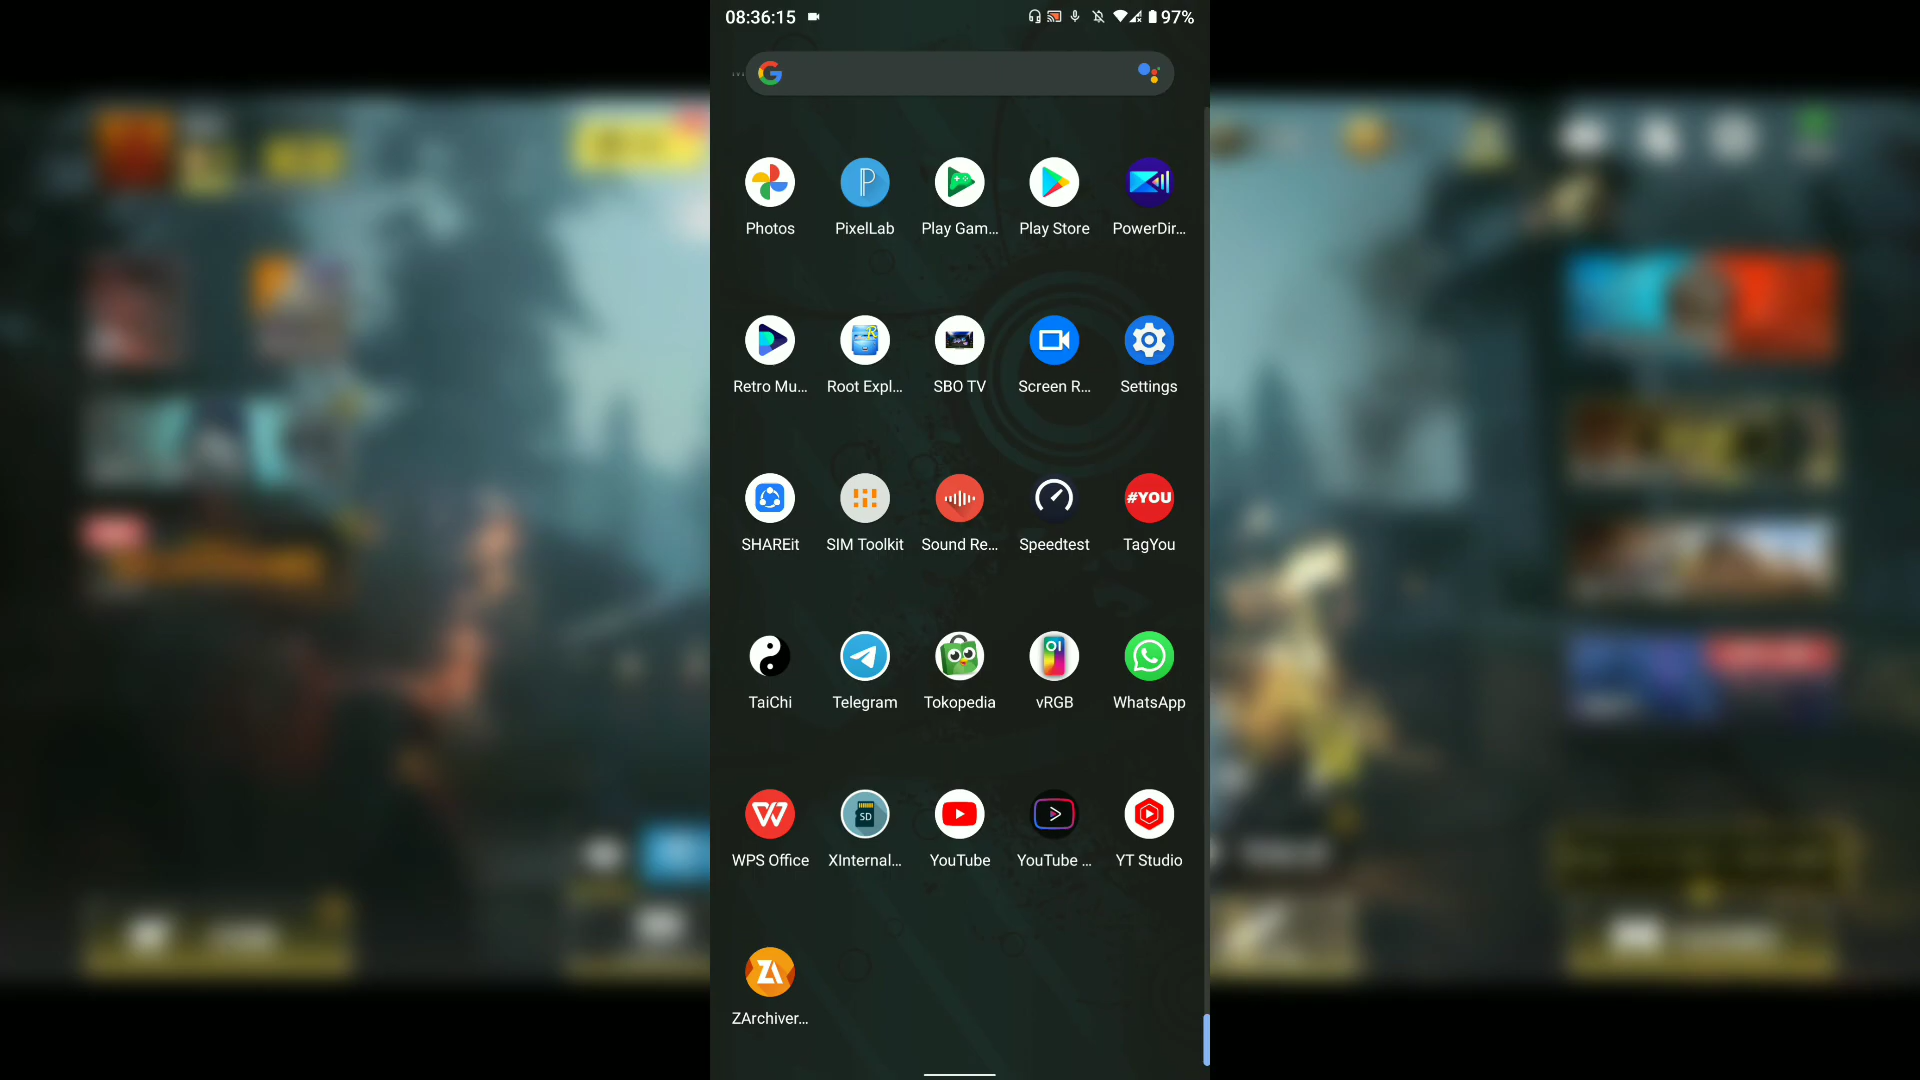 08:36:15
97%
Photos
PixelLab
Play Gam...
Play Store
PowerDir...
Retro Mu...
Root Expl...
SBO TV
Screen R...
Settings
#YOU
SHAREit
SIM Toolkit
Sound Re...
Speedtest
TagYou
TaiChi
Telegram
Tokopedia
vRGB
WhatsApp
SD
WPS Office
XInternal...
YouTube
YouTube ...
YT Studio
ZA
ZArchiver...